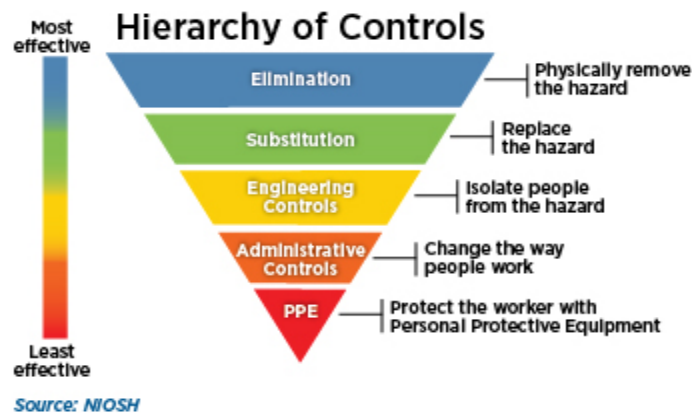 Hierarchy of Controls
Most
effective
Elimination
Physically remove
the hazard
Substitution
Replace
the hazard
Engineering
Controls
Isolate people
from the hazard
Administrative
Controls
Change the way
people work
PPE
Protect the worker with
Personal Protective Equipment
Least
effective
Source: NIOSH